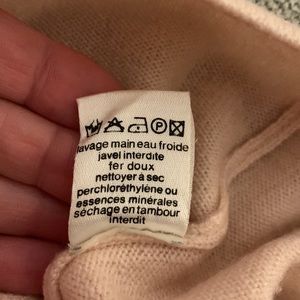 lavage main eau froide
javel interdite
fer doux
nettoyer à sec
perchloréthylène ou
essences minérales
séchage en tambour
interdit